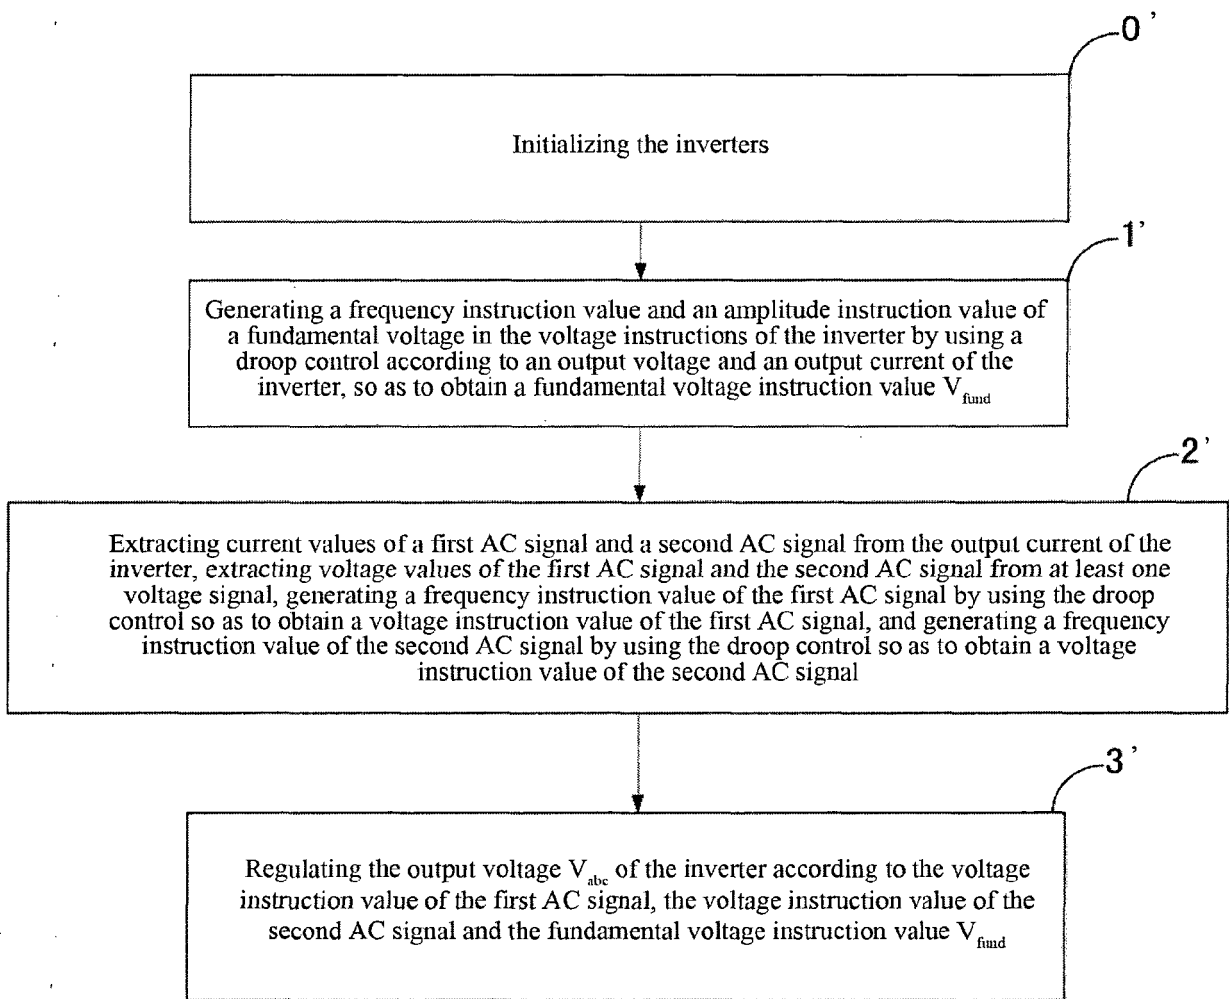 0'
Initializing the inverters
1'
Generating a frequency instruction value and an amplitude instruction value of
a fundamental voltage in the voltage instructions of the inverter by using a
droop control according to an output voltage and an output current of the
inverter, so as to obtain a fundamental voltage instruction value V_fund
2'
Extracting current values of a first AC signal and a second AC signal from the output current of the
inverter, extracting voltage values of the first AC signal and the second AC signal from at least one
voltage signal, generating a frequency instruction value of the first AC signal by using the droop
control so as to obtain a voltage instruction value of the first AC signal, and generating a frequency
instruction value of the second AC signal by using the droop control so as to obtain a voltage
instruction value of the second AC signal
3'
Regulating the output voltage V_abc of the inverter according to the voltage
instruction value of the first AC signal, the voltage instruction value of the
second AC signal and the fundamental voltage instruction value V_fund